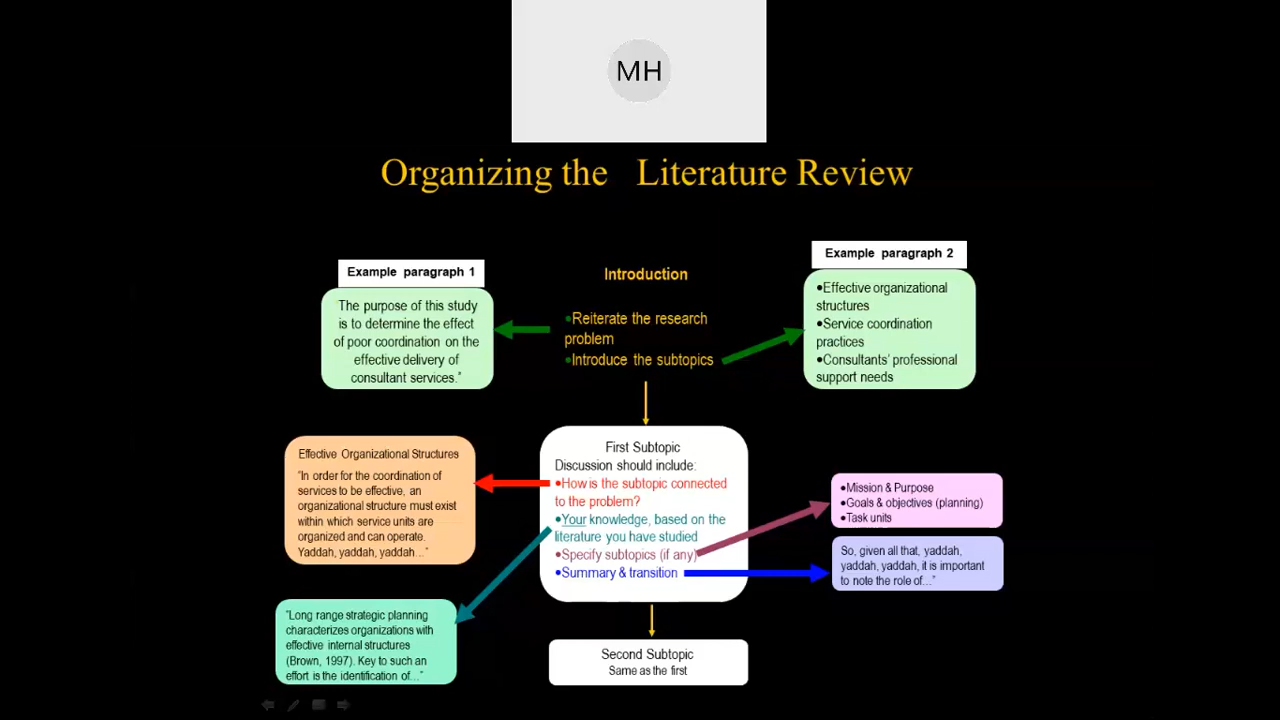 MH
Organizing the Literature Review
Example paragraph 1
The purpose of this study
is to determine the effect
of poor coordination on the
effective delivery of
consultant services.”
Introduction
•Reiterate the research
problem
•Introduce the subtopics
Example paragraph 2
•Effective organizational
structures
•Service coordination
practices
•Consultants’ professional
support needs
First Subtopic
Discussion should include:
•How is the subtopic connected
to the problem?
•Your knowledge, based on the
literature you have studied
•Specify subtopics (if any)
•Summary & transition
Effective Organizational Structures
“In order for the coordination of
services to be effective, an
organizational structure must exist
within which service units are
organized and can operate.
Yaddah, yaddah, yaddah…”
“Long range strategic planning
characterizes organizations with
effective internal structures
(Brown, 1997). Key to such an
effort is the identification of…”
•Mission & Purpose
•Goals & objectives (planning)
•Task units
So, given all that, yaddah,
yaddah, yaddah, it is important
to note the role of…”
Second Subtopic
Same as the first